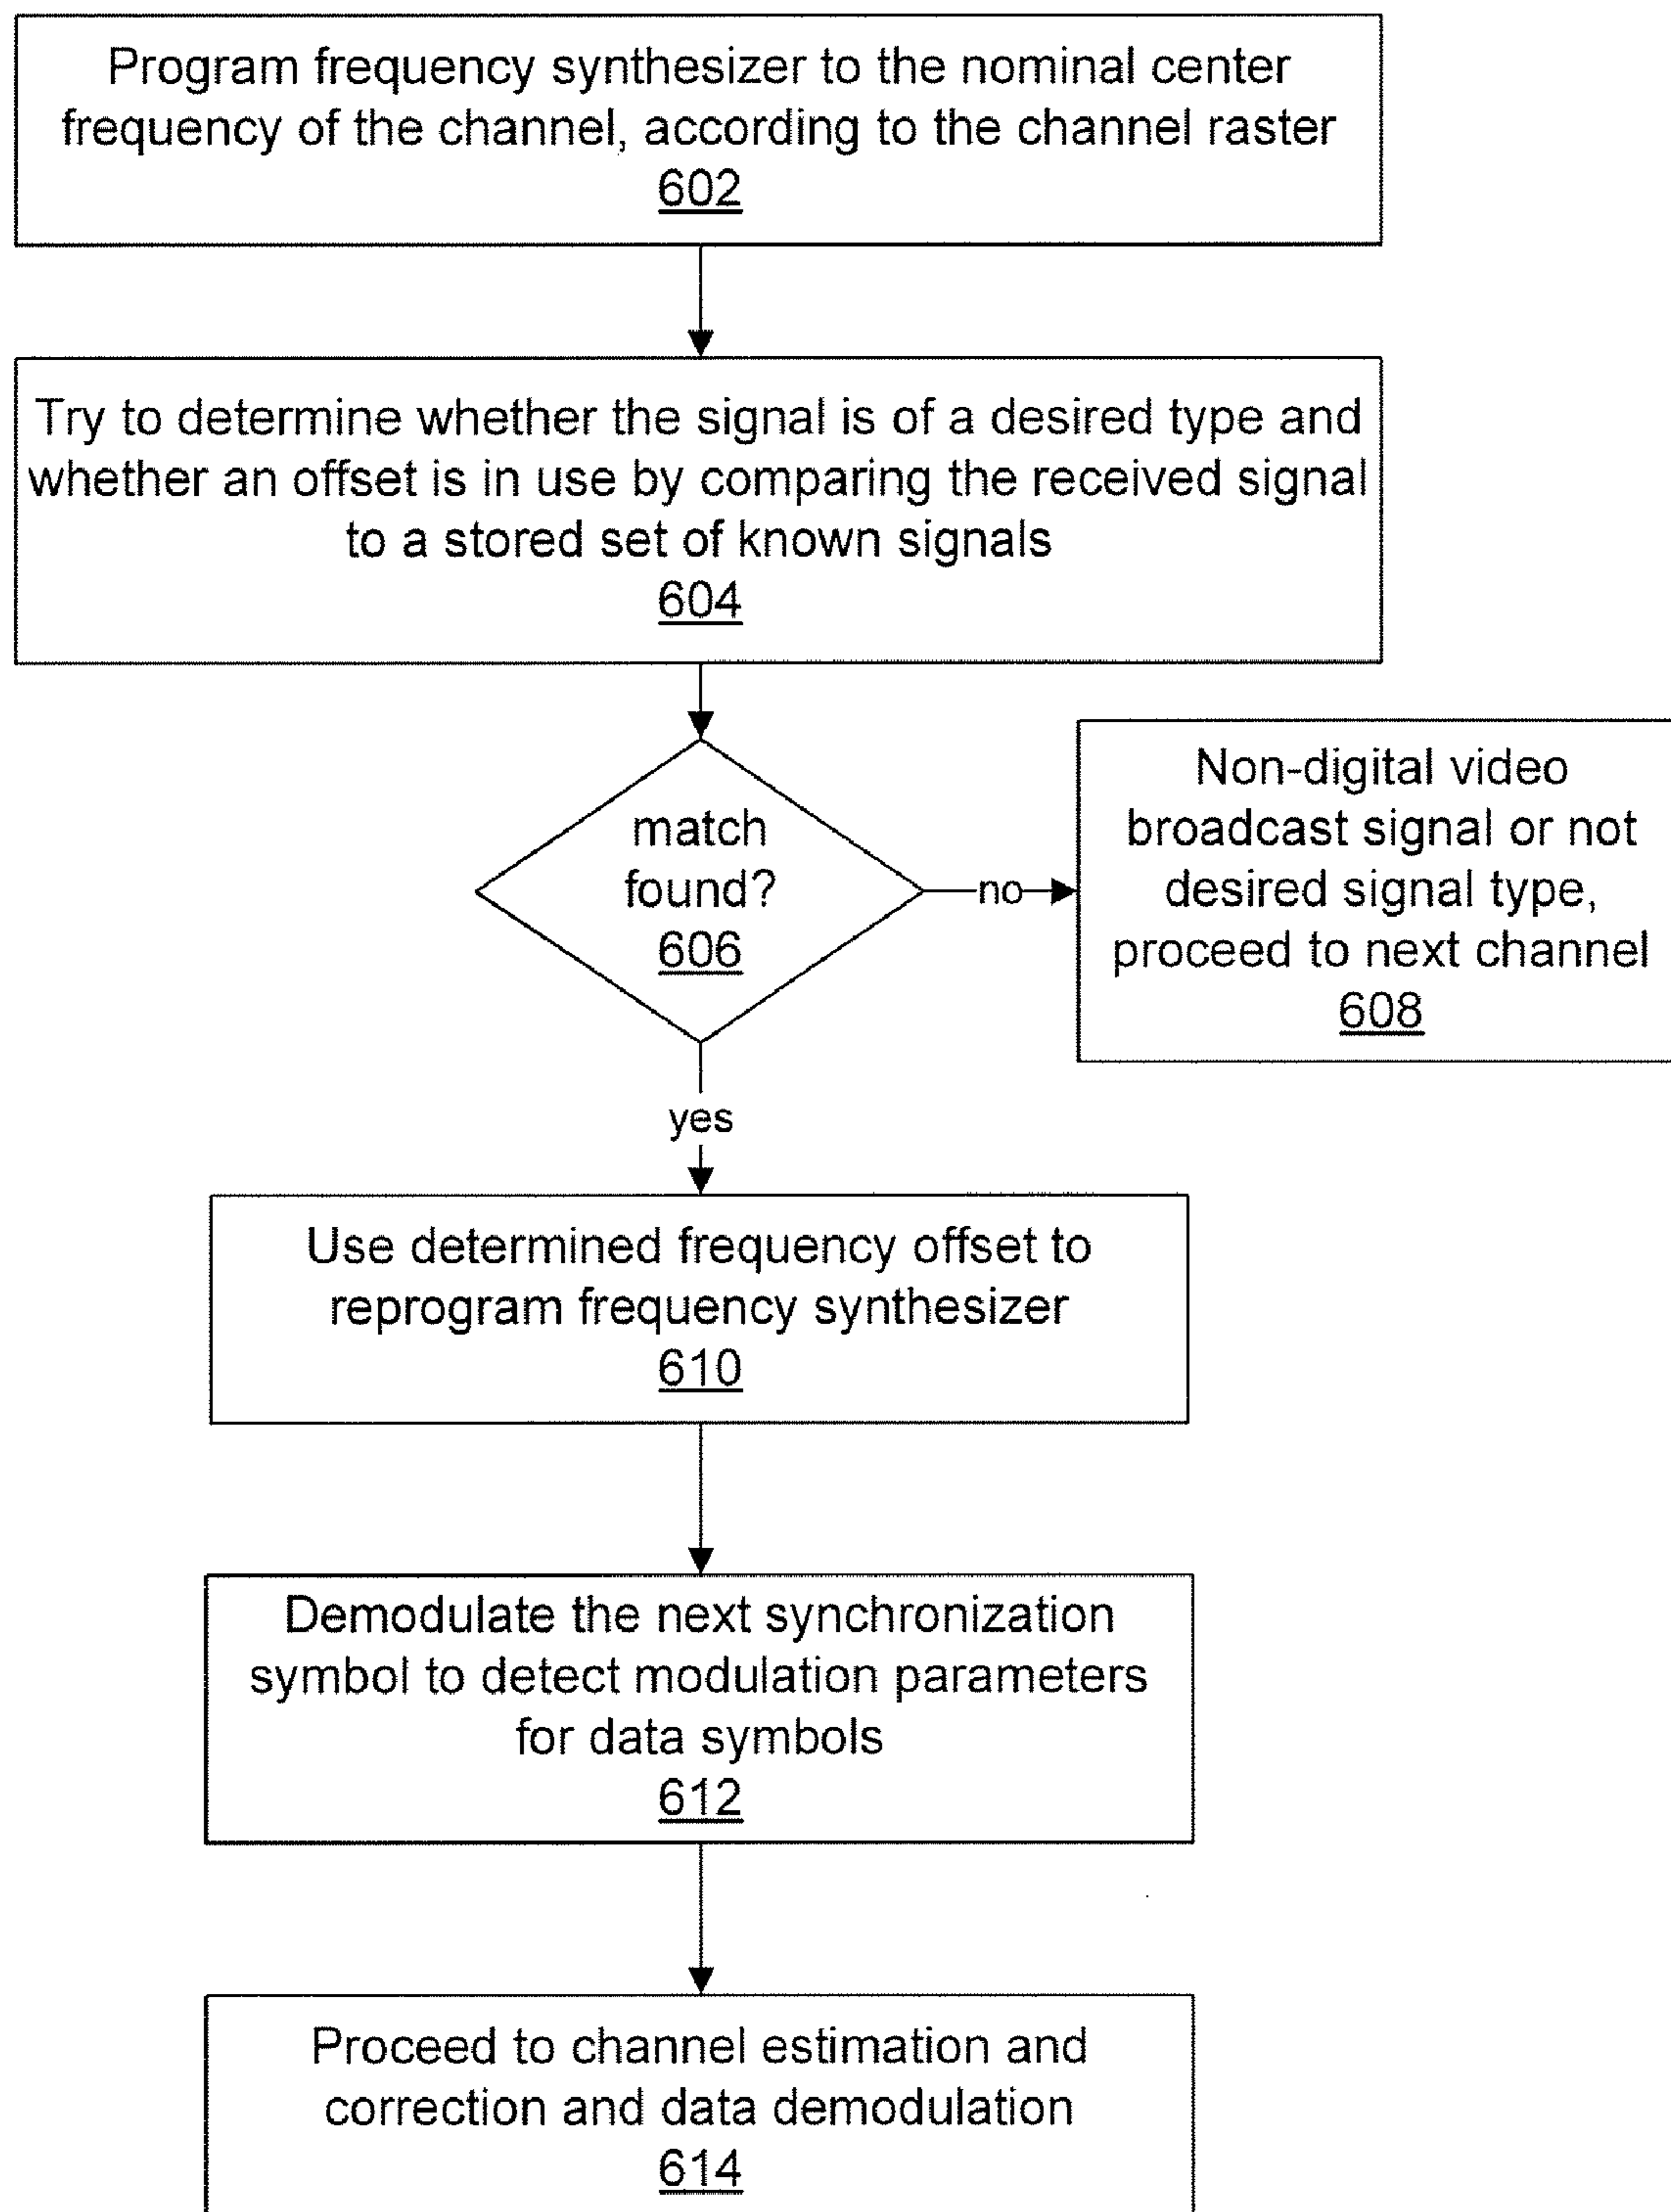 Program frequency synthesizer to the nominal center
frequency of the channel, according to the channel raster
602
Try to determine whether the signal is of a desired type and
whether an offset is in use by comparing the received signal
to a stored set of known signals
604
match
found?
606
no
Non-digital video
broadcast signal or not
desired signal type,
proceed to next channel
608
yes
Use determined frequency offset to
reprogram frequency synthesizer
610
Demodulate the next synchronization
symbol to detect modulation parameters
for data symbols
612
Proceed to channel estimation and
correction and data demodulation
614